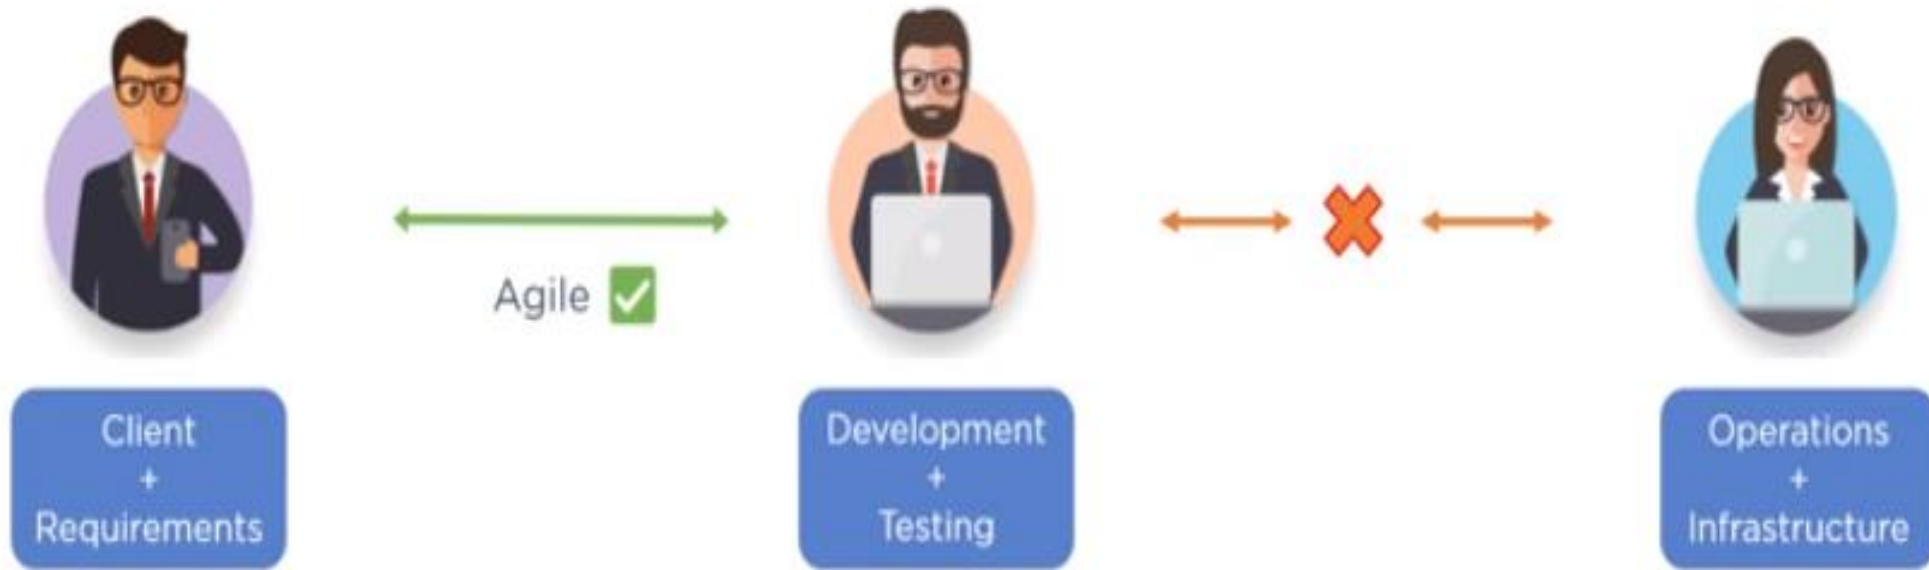 Agile
Client
+
Requirements
Development
+
Testing
Operations
+
Infrastructure